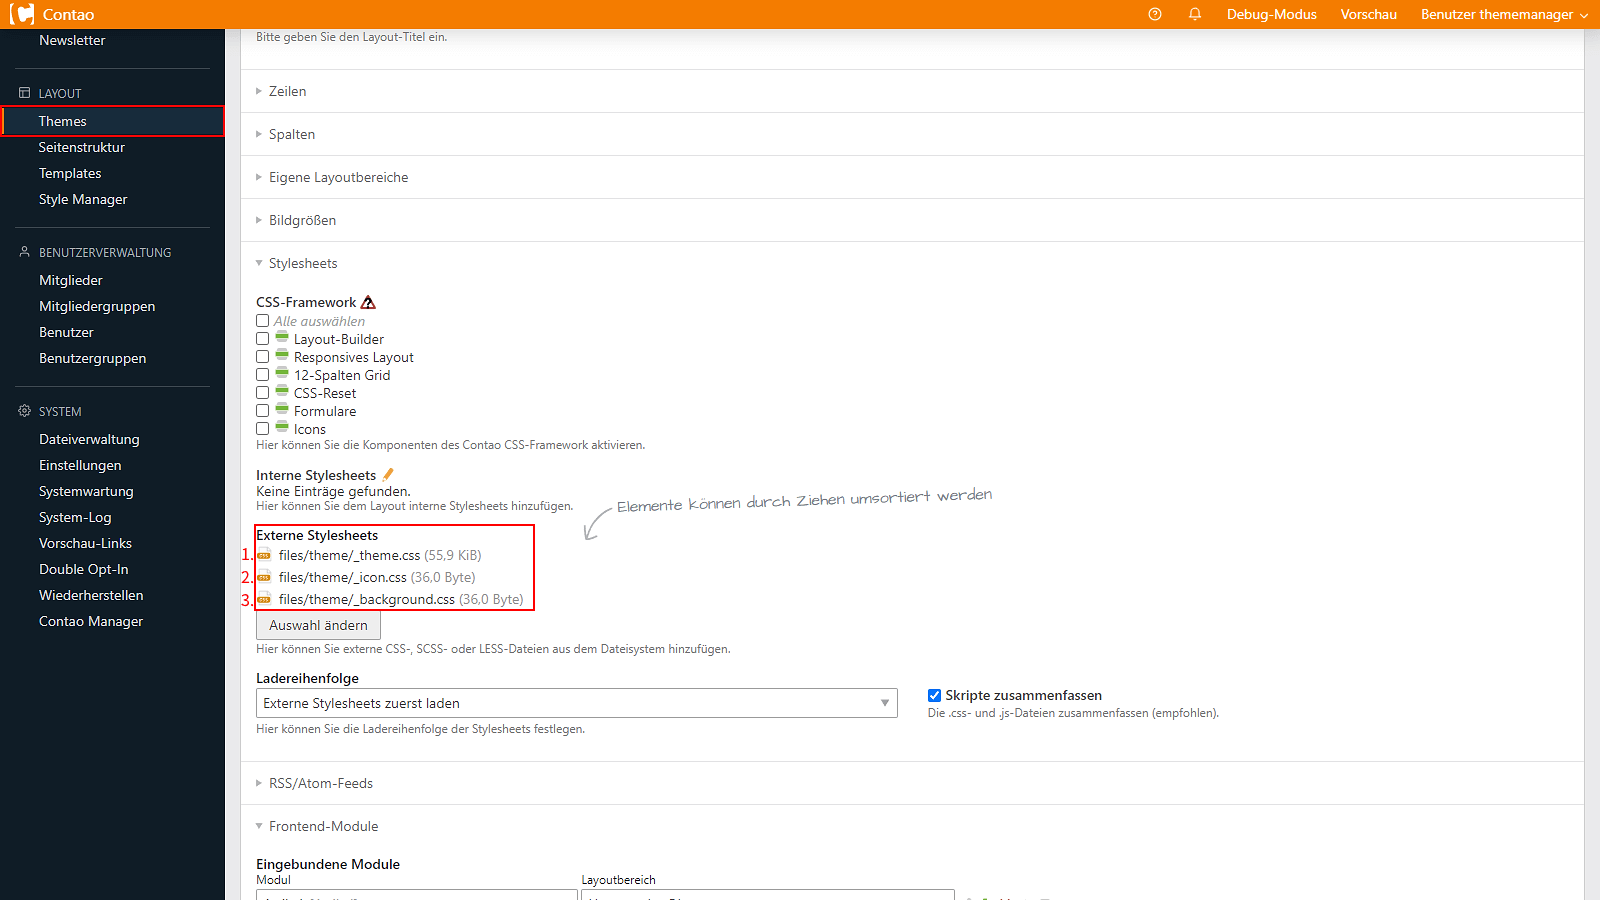 Contao
Debug-Modus
Vorschau
Benutzer thememanager
Newsletter
LAYOUT
Themes
Seitenstruktur
Templates
Style Manager
BENUTZERVERWALTUNG
Mitglieder
Mitgliedergruppen
Benutzer
Benutzergruppen
SYSTEM
Dateiverwaltung
Einstellungen
Systemwartung
System-Log
Vorschau-Links
Double Opt-In
Wiederherstellen
Contao Manager
Bitte geben Sie den Layout-Titel ein.
Zeilen
Spalten
Eigene Layoutbereiche
Bildgrößen
Stylesheets
CSS-Framework
Alle auswählen
Layout-Builder
Responsives Layout
12-Spalten Grid
CSS-Reset
Formulare
Icons
Hier können Sie die Komponenten des Contao CSS-Framework aktivieren.
Interne Stylesheets
Keine Einträge gefunden.
Hier können Sie dem Layout interne Stylesheets hinzufügen.
Elemente können durch Ziehen umsortiert werden
Externe Stylesheets
1. files/theme/_theme.css (55,9 KiB)
2. files/theme/_icon.css (36,0 Byte)
3. files/theme/_background.css (36,0 Byte)
Auswahl ändern
Hier können Sie externe CSS-, SCSS- oder LESS-Dateien aus dem Dateisystem hinzufügen.
Ladereihenfolge
Externe Stylesheets zuerst laden
Hier können Sie die Ladereihenfolge der Stylesheets festlegen.
Skripte zusammenfassen
Die .css- und .js-Dateien zusammenfassen (empfohlen).
RSS/Atom-Feeds
Frontend-Module
Eingebundene Module
Modul
Layoutbereich